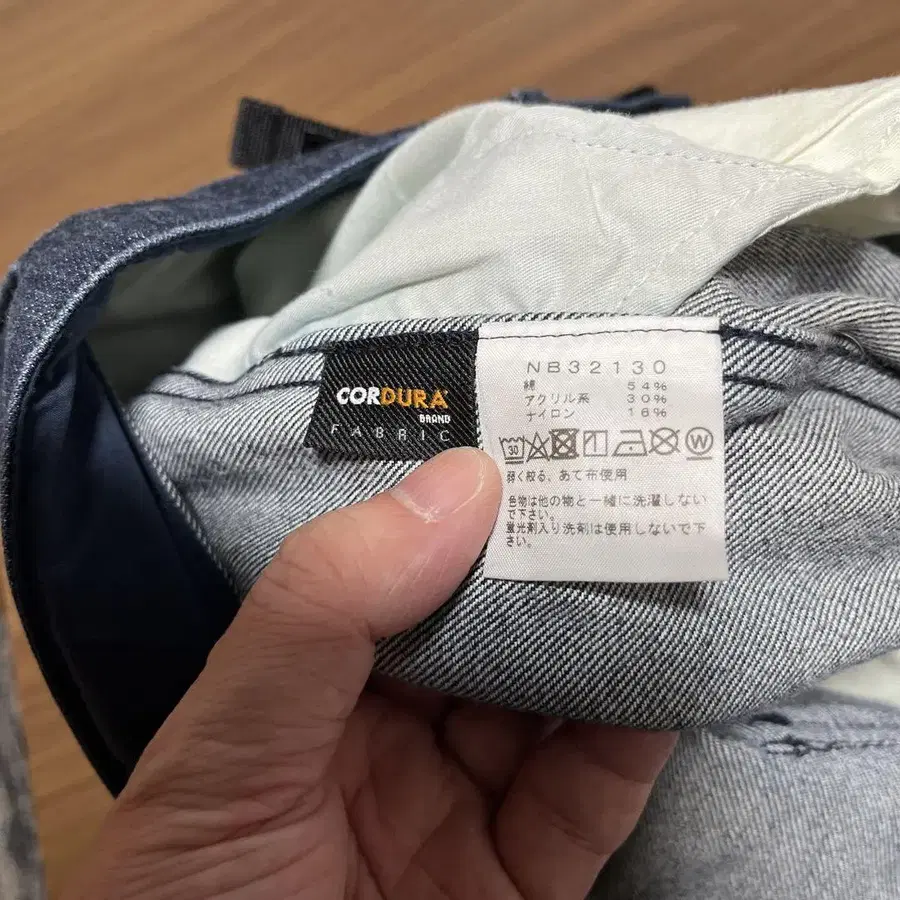 CORDURA
BRAND
FABRIC
NB32130
綿 54%
アクリル系 30%
ナイロン 16%
30 W
弱く絞る、あて布使用
色物は他の物と一緒に洗濯しない
で下さい。
蛍光剤入り洗剤は使用しないで下
さい。